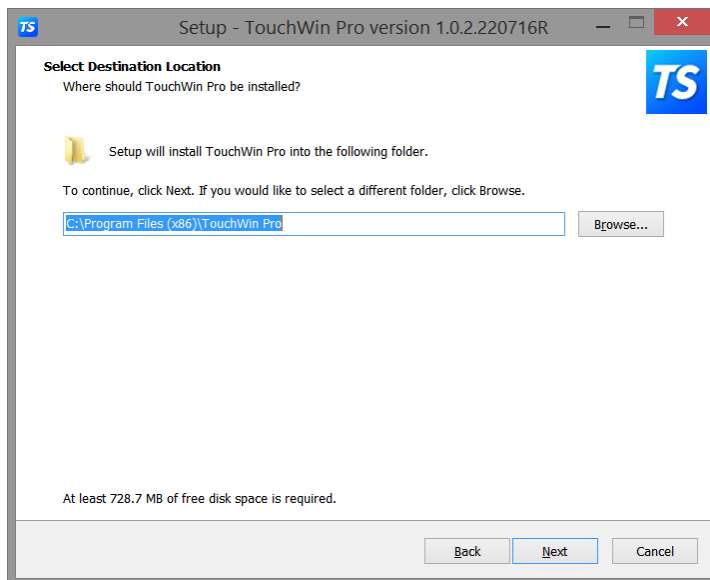 TS
Setup - TouchWin Pro version 1.0.2.220716R
Select Destination Location
Where should TouchWin Pro be installed?
TS
Setup will install TouchWin Pro into the following folder.
To continue, click Next. If you would like to select a different folder, click Browse.
C:\Program Files (x86)\TouchWin Pro
Browse...
At least 728.7 MB of free disk space is required.
Back
Next
Cancel